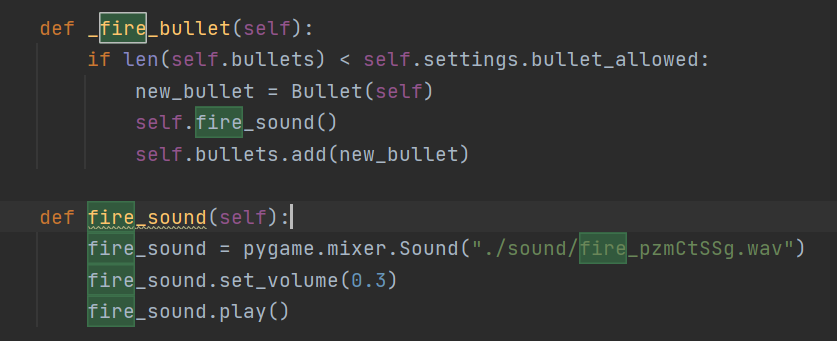 def _fire_bullet(self):
if len(self.bullets) < self.settings.bullet_allowed:
new_bullet = Bullet(self)
self.fire_sound()
self.bullets.add(new_bullet)
def fire_sound(self):
fire_sound = pygame.mixer.Sound("./sound/fire_pzmCtSSg.wav")
fire_sound.set_volume(0.3)
fire_sound.play()